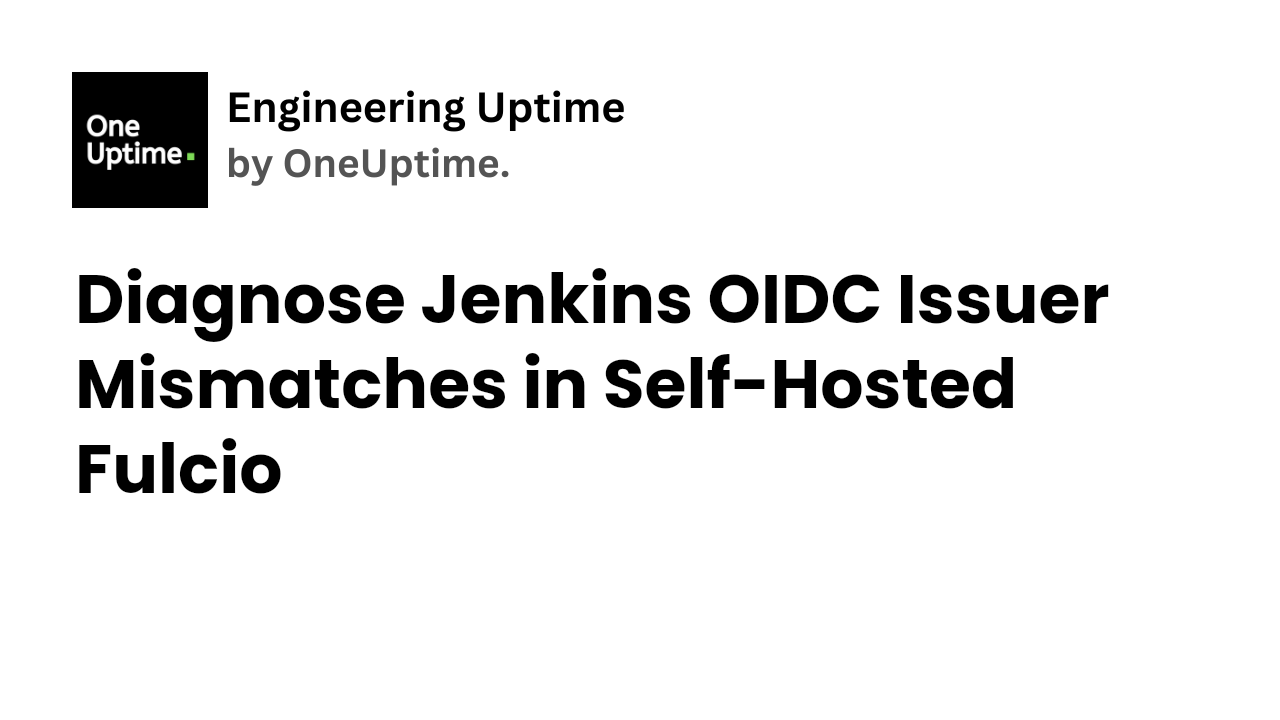 One
Uptime
Engineering Uptime
by OneUptime.
Diagnose Jenkins OIDC Issuer
Mismatches in Self-Hosted
Fulcio